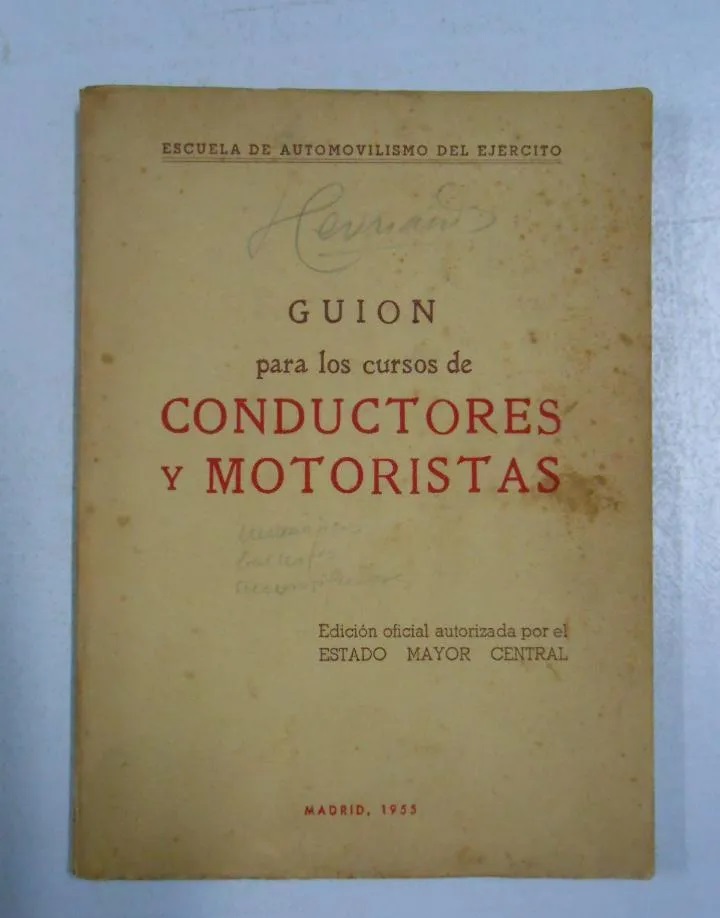 ESCUELA DE AUTOMOVILISMO DEL EJERCITO
GUION
para los cursos de
CONDUCTORES
Y MOTORISTAS
Edición oficial autorizada por el
ESTADO MAYOR CENTRAL
MADRID, 1955